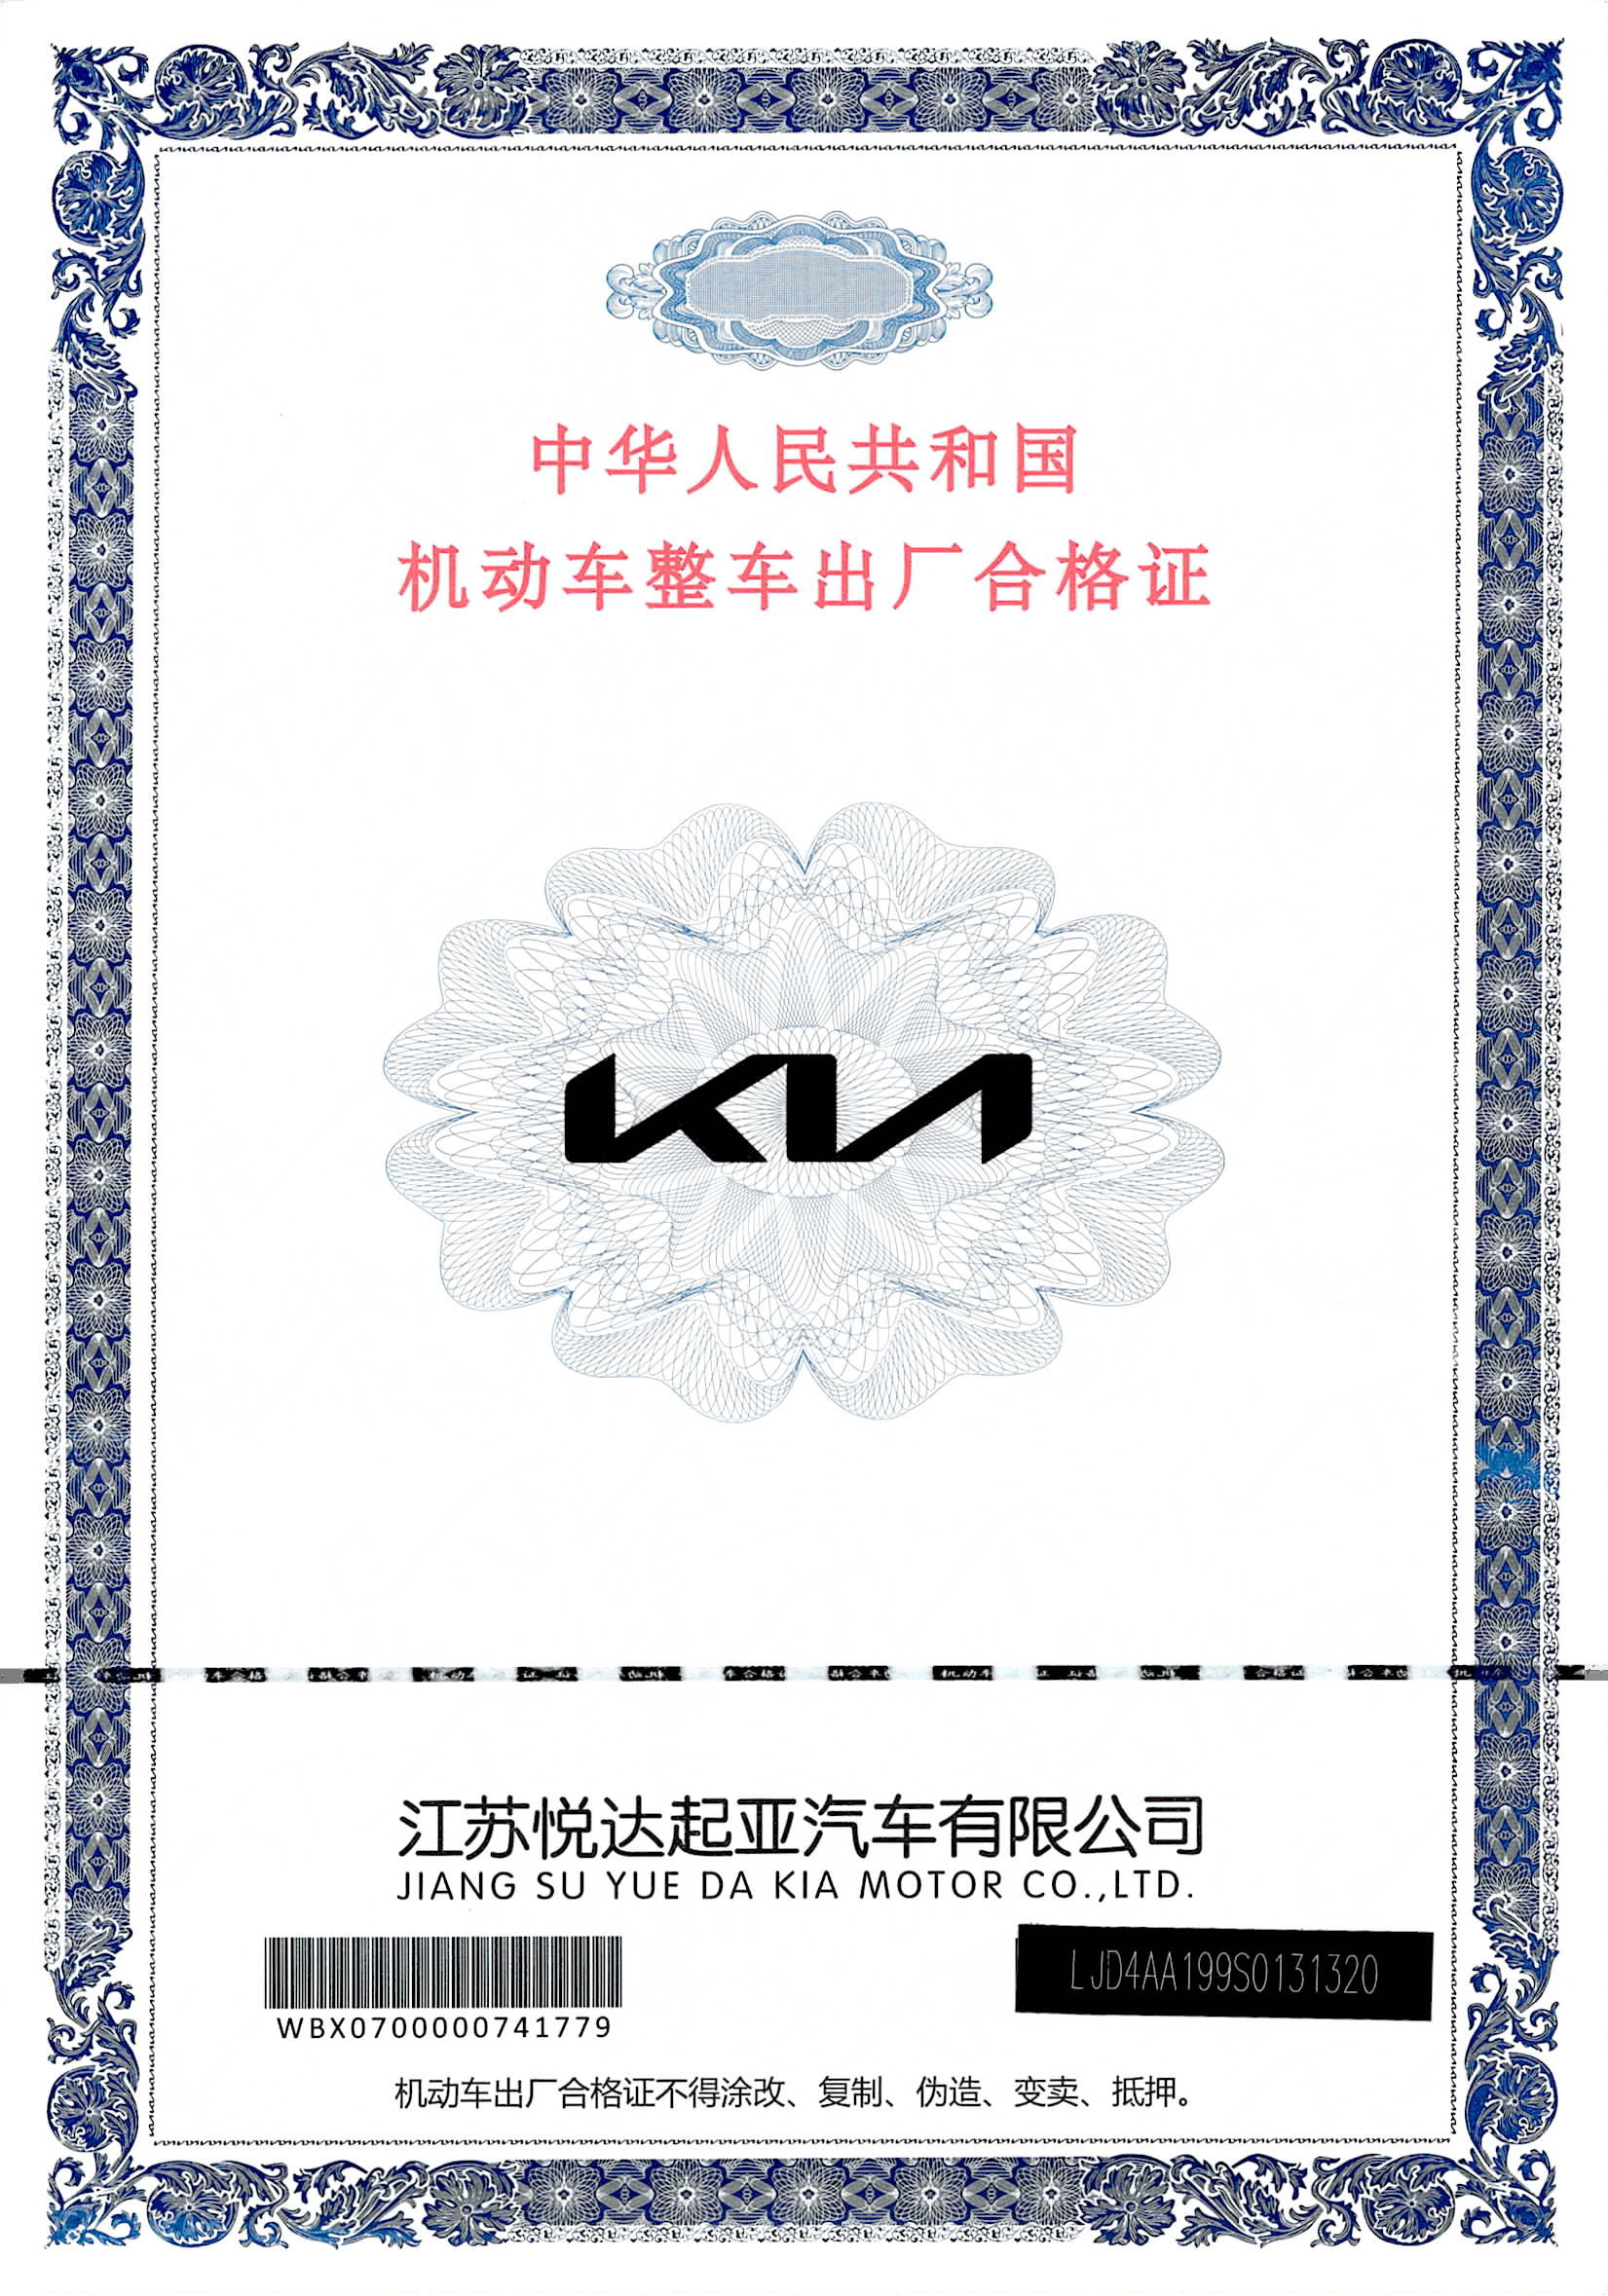 中华人民共和国
机动车整车出厂合格证
KIA
江苏悦达起亚汽车有限公司
JIANG SU YUE DA KIA MOTOR CO.,LTD.
WBX0700000741779
LJD4AA199S0131320
机动车出厂合格证不得涂改、复制、伪造、变卖、抵押。